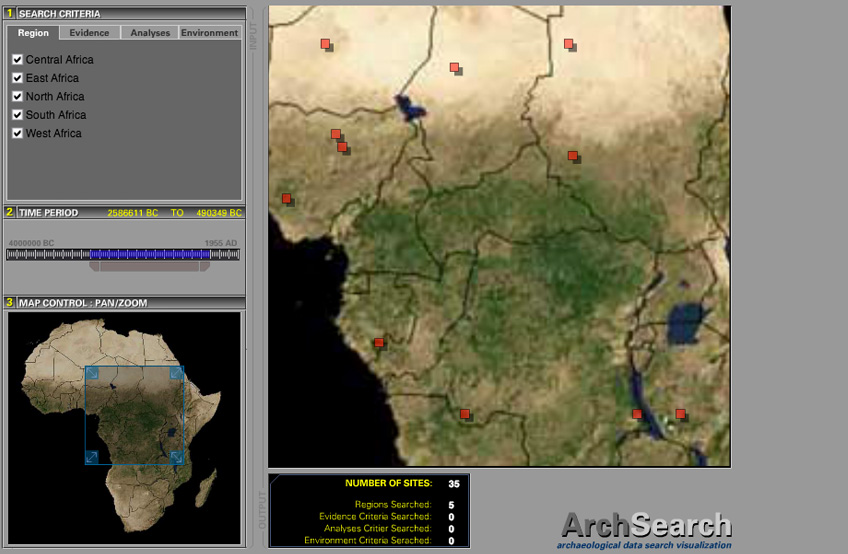 1 SEARCH CRITERIA
Region Evidence Analyses Environment
Central Africa
East Africa
North Africa
South Africa
West Africa
2 TIME PERIOD 2586611 BC TO 490349 BC
4000000 BC 1955 AD
3 MAP CONTROL : PAN/ZOOM
INPUT
OUTPUT
NUMBER OF SITES: 35
Regions Searched: 5
Evidence Criteria Searched: 0
Analyses Critier Searched: 0
Environment Criteria Serached: 0
ArchSearch
archaeological data search visualization